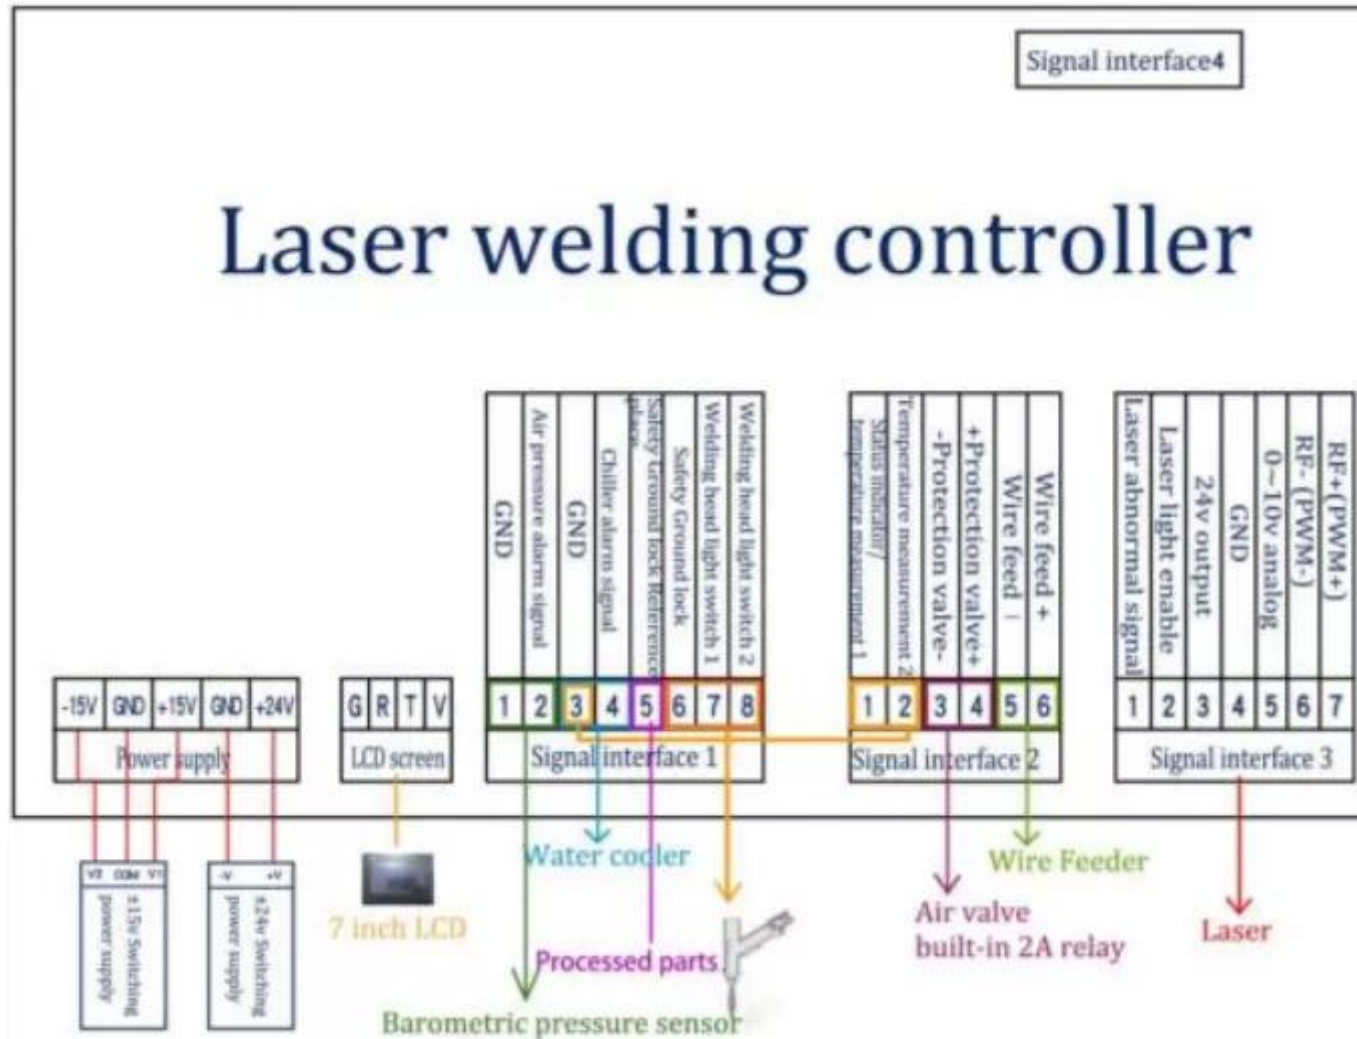 Signal interface4
Laser welding controller
GND
Air pressure alarm signal
GND
Chiller alarm signal
Safety Ground lock Reference
place
Safety Ground lock
Welding head light switch 1
Welding head light switch 2
Status indicator/
temperature measurement 1
Temperature measurement 2
-Protection valve-
+Protection valve+
Wire feed |
Wire feed +
Laser abnormal signal
Laser light enable
24v output
GND
0~10v analog
RF- (PWM-)
RF+(PWM+)
-15V GND +15V GND +24V
G R T V
1 2 3 4 5 6 7 8
1 2 3 4 5 6
1 2 3 4 5 6 7
Power supply
LCD screen
Signal interface 1
Signal interface 2
Signal interface 3
V2 COM V1
±15v Switching
power supply
-V +V
±24v Switching
power supply
7 inch LCD
Water cooler
Wire Feeder
Processed parts
Air valve
built-in 2A relay
Laser
Barometric pressure sensor